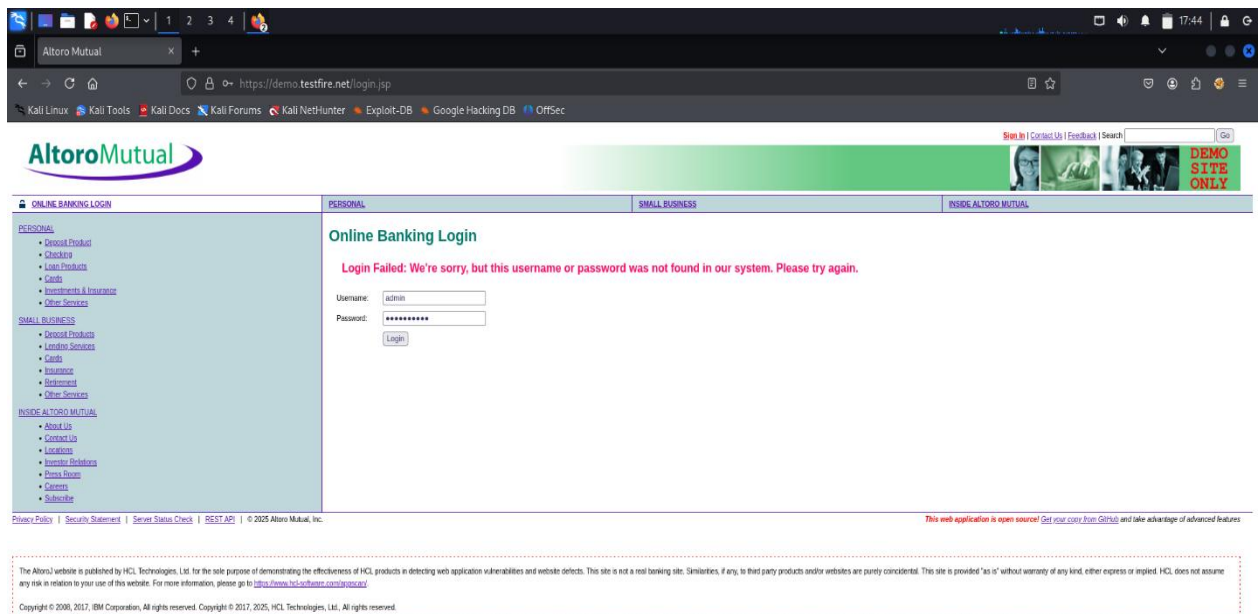 1 2 3 4
17:44
Altoro Mutual
https://demo.testfire.net/login.jsp
Kali Linux Kali Tools Kali Docs Kali Forums Kali NetHunter Exploit-DB Google Hacking DB OffSec
Sign In | Contact Us | Feedback | Search Go
AltoroMutual
DEMO
SITE
ONLY
ONLINE BANKING LOGIN PERSONAL SMALL BUSINESS INSIDE ALTORO MUTUAL
PERSONAL
• Deposit Product
• Checking
• Loan Products
• Cards
• Investments & Insurance
• Other Services
SMALL BUSINESS
• Deposit Products
• Lending Services
• Cards
• Insurance
• Retirement
• Other Services
INSIDE ALTORO MUTUAL
• About Us
• Contact Us
• Locations
• Investor Relations
• Press Room
• Careers
• Subscribe
Online Banking Login
Login Failed: We're sorry, but this username or password was not found in our system. Please try again.
Username: admin
Password: ••••••••••
Login
Privacy Policy | Security Statement | Server Status Check | REST API | © 2025 Altoro Mutual, Inc.
This web application is open source! Get your copy from GitHub and take advantage of advanced features
The AltoroJ website is published by HCL Technologies, Ltd. for the sole purpose of demonstrating the effectiveness of HCL products in detecting web application vulnerabilities and website defects. This site is not a real banking site. Similarities, if any, to third party products and/or websites are purely coincidental. This site is provided "as is" without warranty of any kind, either express or implied. HCL does not assume
any risk in relation to your use of this website. For more information, please go to https://www.hcl-software.com/appscan/.
Copyright © 2008, 2017, IBM Corporation, All rights reserved. Copyright © 2017, 2025, HCL Technologies, Ltd., All rights reserved.